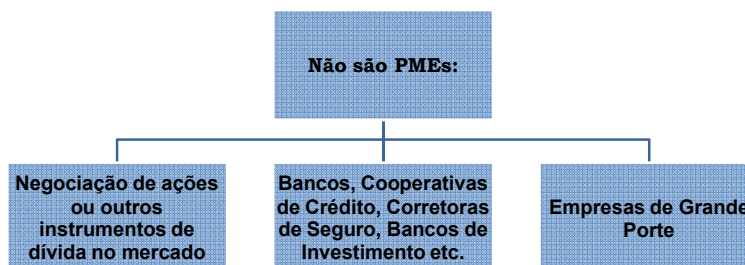 Não são PMEs:
Negociação de ações
ou outros
instrumentos de
dívida no mercado
Bancos, Cooperativas
de Crédito, Corretoras
de Seguro, Bancos de
Investimento etc.
Empresas de Grande
Porte